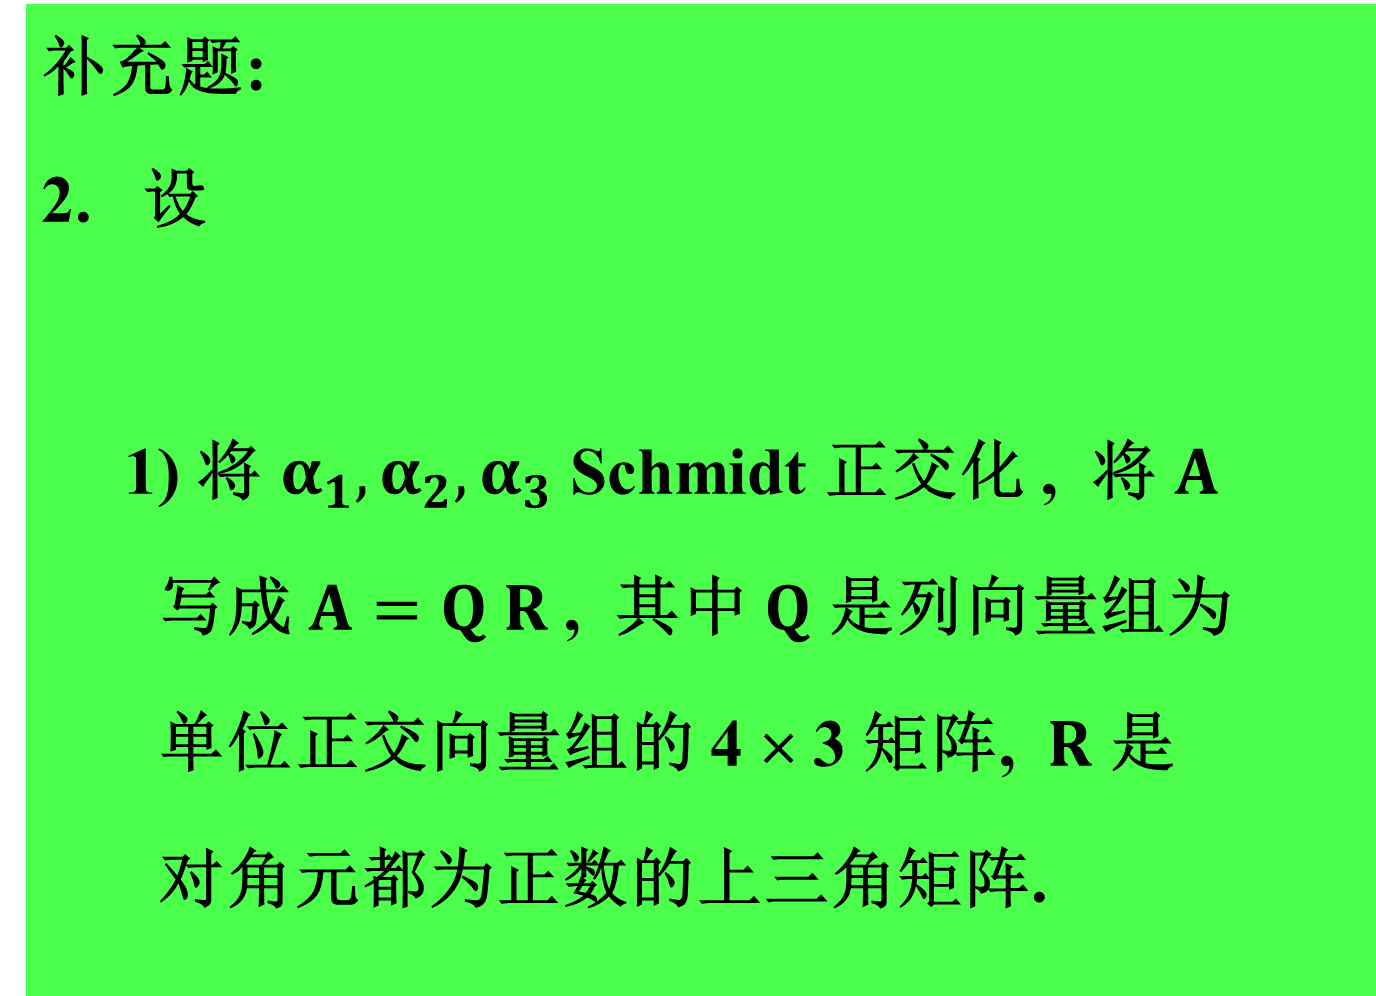 补充题:
2. 设
1) 将 α₁, α₂, α₃ Schmidt 正交化, 将 A
写成 A = Q R, 其中 Q 是列向量组为
单位正交向量组的 4 × 3 矩阵, R 是
对角元都为正数的上三角矩阵.